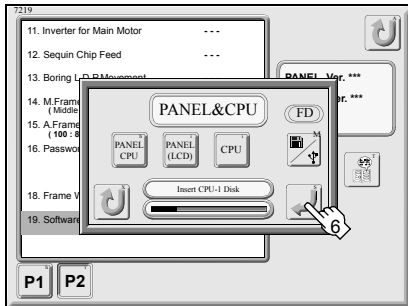 7219
11. Inverter for Main Motor - - -
12. Sequin Chip Feed - - -
13. Boring L.D.R Movement
PANEL Ver. ***
14. M.Frame
( Middle
er. ***
15. A.Frame
( 100 : 8
16. Passwor
18. Frame
19. Software
PANEL&CPU
FD
PANEL
CPU
PANEL
(LCD)
CPU
M
Insert CPU-1 Disk
6
P1
P2